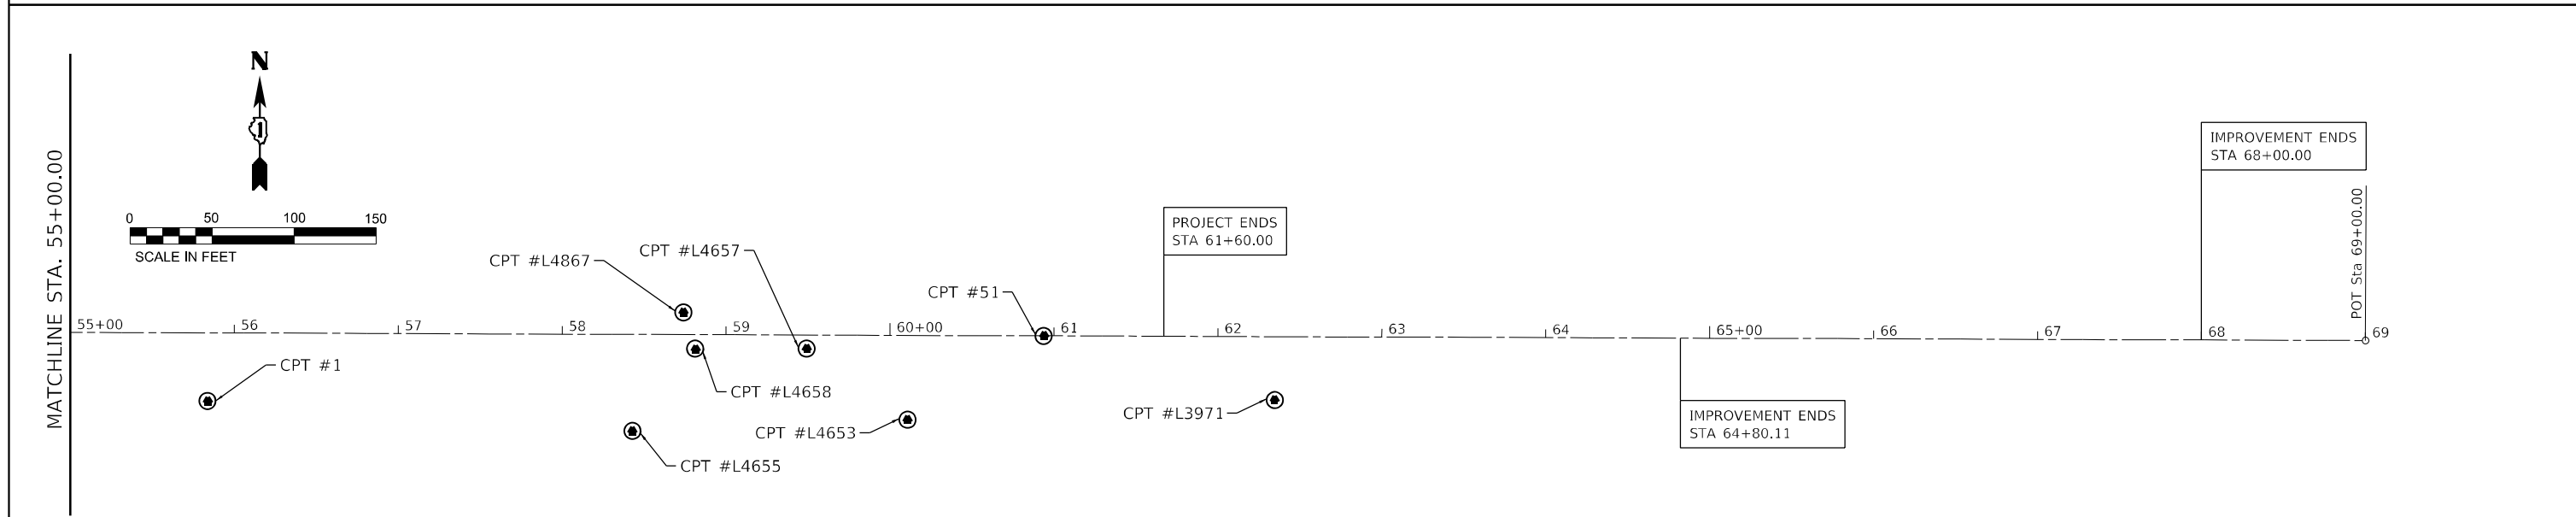 N
MATCHLINE STA. 55+00.00
0 50 100 150
SCALE IN FEET
IMPROVEMENT ENDS
STA 68+00.00
PROJECT ENDS
STA 61+60.00
POT Sta 69+00.00
CPT #L4867
CPT #L4657
CPT #51
55+00 56 57 58 59 60+00 61 62 63 64 65+00 66 67 68 69
CPT #1
CPT #L4658
CPT #L4653
CPT #L3971
CPT #L4655
IMPROVEMENT ENDS
STA 64+80.11